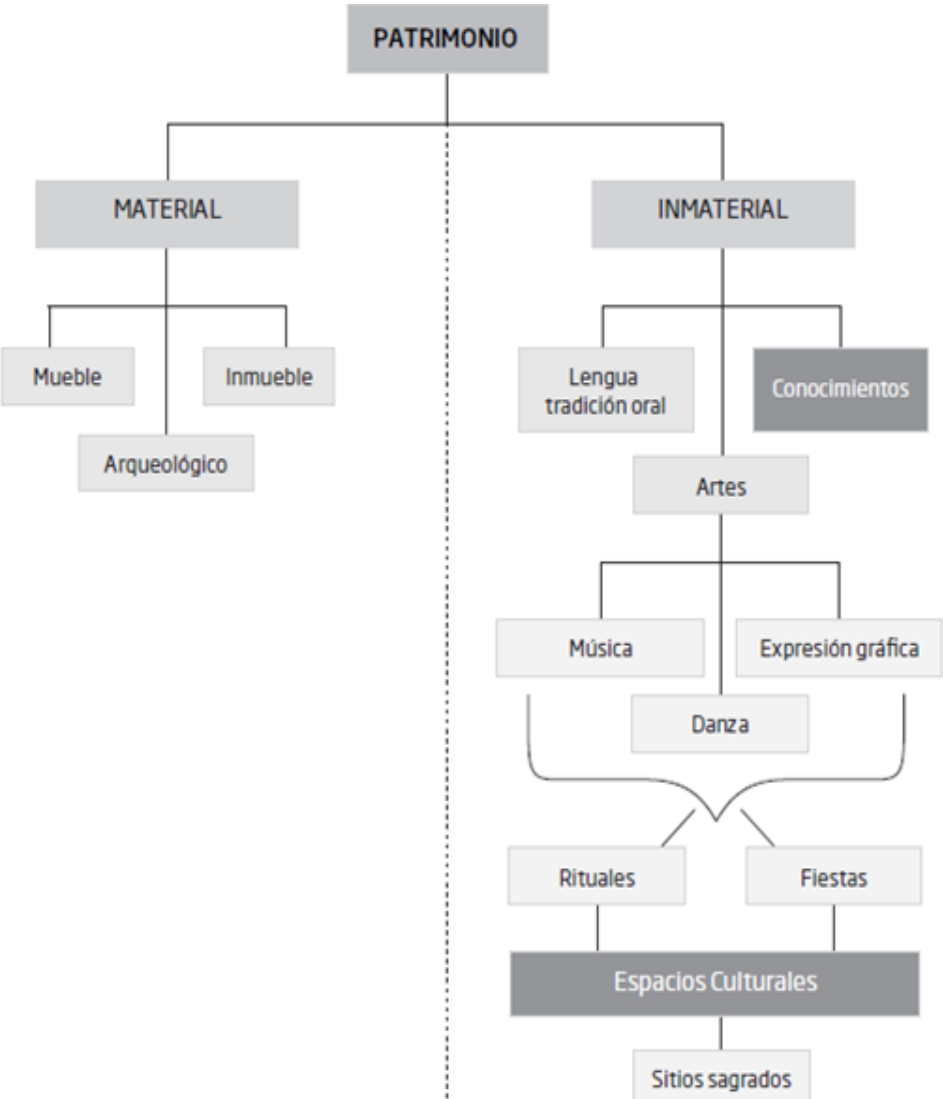 PATRIMONIO
MATERIAL
INMATERIAL
Mueble
Inmueble
Arqueológico
Lengua
tradición oral
Conocimientos
Artes
Música
Expresión gráfica
Danza
Rituales
Fiestas
Espacios Culturales
Sitios sagrados